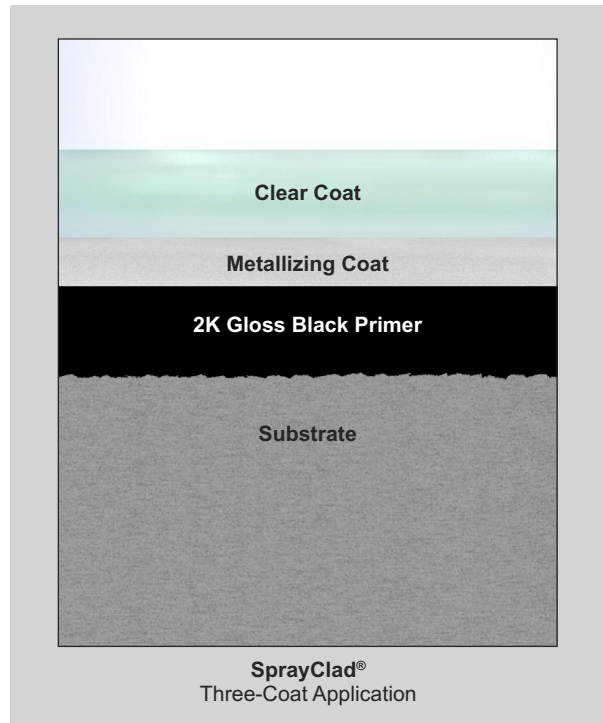 Clear Coat
Metallizing Coat
2K Gloss Black Primer
Substrate
SprayClad®
Three-Coat Application